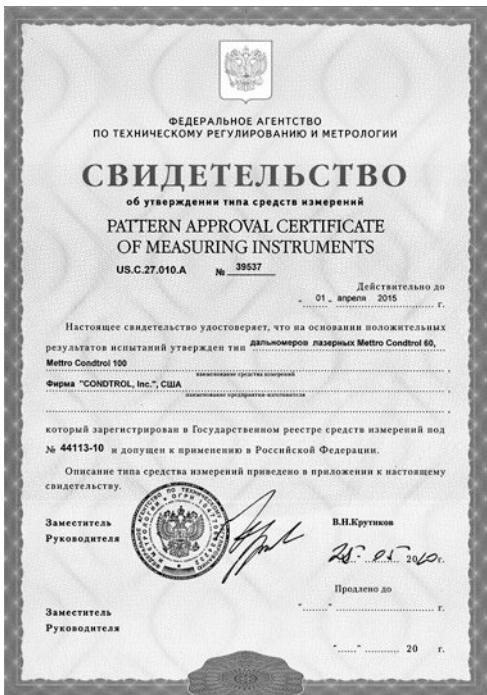 ФЕДЕРАЛЬНОЕ АГЕНТСТВО
ПО ТЕХНИЧЕСКОМУ РЕГУЛИРОВАНИЮ И МЕТРОЛОГИИ
СВИДЕТЕЛЬСТВО
об утверждении типа средств измерений
PATTERN APPROVAL CERTIFICATE
OF MEASURING INSTRUMENTS
US.C.27.010.A № 39537
Действительно до
" 01 " апреля 2015 г.
Настоящее свидетельство удостоверяет, что на основании положительных
результатов испытаний утвержден тип дальномеров лазерных Mettro Condtrol 60,
Mettro Condtrol 100
наименование средства измерений
Фирма "CONDTROL, Inc.", США
наименование предприятия-изготовителя
который зарегистрирован в Государственном реестре средств измерений под
№ 44113-10 и допущен к применению в Российской Федерации.
Описание типа средства измерений приведено в приложении к настоящему
свидетельству.
Заместитель
Руководителя
В.Н.Крутиков
25. 05 2010 г.
Продлено до
"......" .................. г.
Заместитель
Руководителя
"......" ............ 20 г.